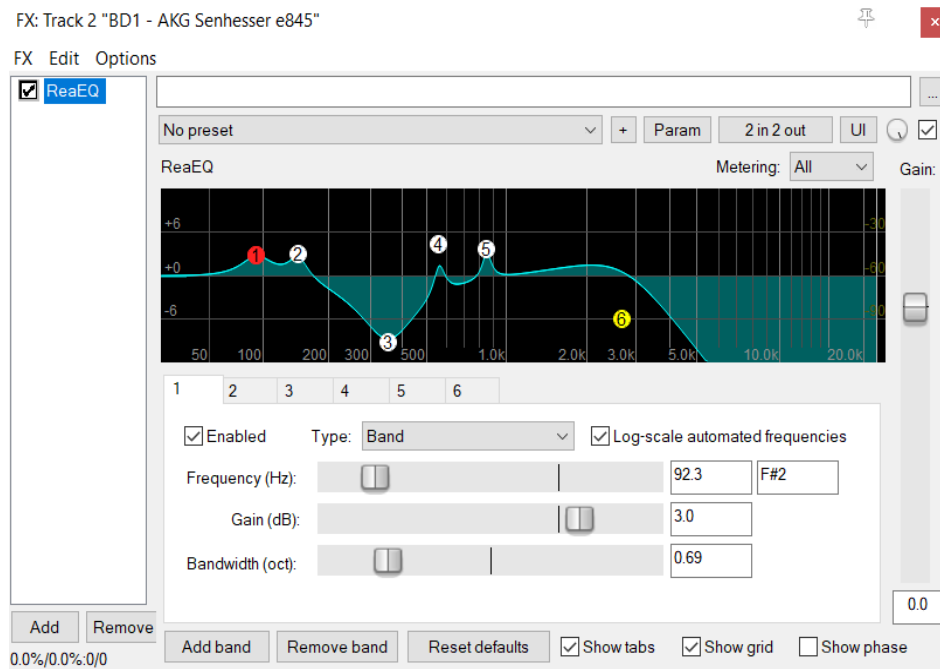 FX: Track 2 "BD1 - AKG Senhesser e845"
FX Edit Options
ReaEQ
...
No preset + Param 2 in 2 out UI
ReaEQ Metering: All Gain:
+6 -30
+0 -60
-6 -90
1 2 3 4 5 6
50 100 200 300 500 1.0k 2.0k 3.0k 5.0k 10.0k 20.0k
1 2 3 4 5 6
Enabled Type: Band Log-scale automated frequencies
Frequency (Hz): 92.3 F#2
Gain (dB): 3.0
Bandwidth (oct): 0.69
0.0
Add Remove Add band Remove band Reset defaults Show tabs Show grid Show phase
0.0%/0.0%:0/0